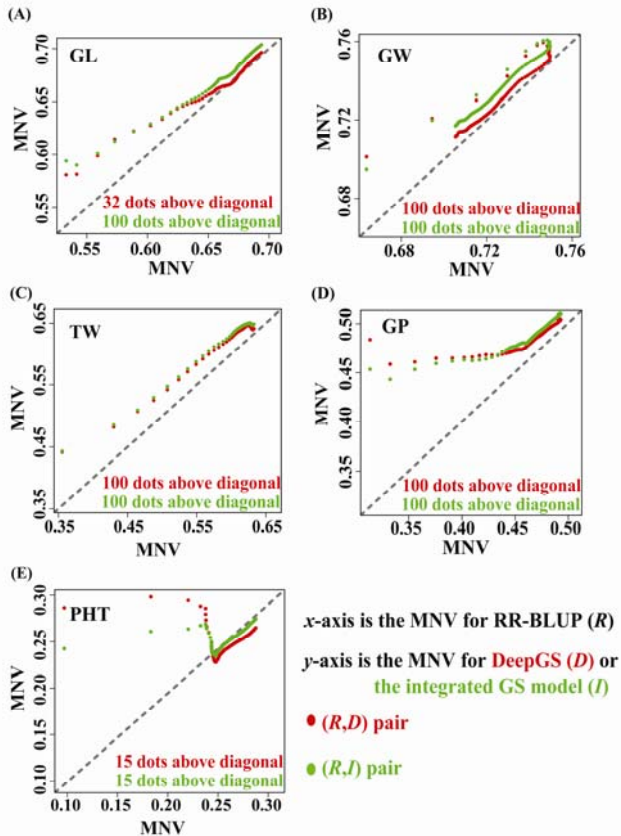 (A)
GL
MNV
0.55 0.60 0.65 0.70
32 dots above diagonal
100 dots above diagonal
0.55 0.60 0.65 0.70
MNV
(B)
GW
MNV
0.68 0.72 0.76
100 dots above diagonal
100 dots above diagonal
0.68 0.72 0.76
MNV
(C)
TW
MNV
0.35 0.45 0.55 0.65
100 dots above diagonal
100 dots above diagonal
0.35 0.45 0.55 0.65
MNV
(D)
GP
MNV
0.35 0.40 0.45 0.50
100 dots above diagonal
100 dots above diagonal
0.35 0.40 0.45 0.50
MNV
(E)
PHT
MNV
0.10 0.15 0.20 0.25 0.30
15 dots above diagonal
15 dots above diagonal
0.10 0.15 0.20 0.25 0.30
MNV
x-axis is the MNV for RR-BLUP (R)
y-axis is the MNV for DeepGS (D) or
the integrated GS model (I)
(R,D) pair
(R,I) pair